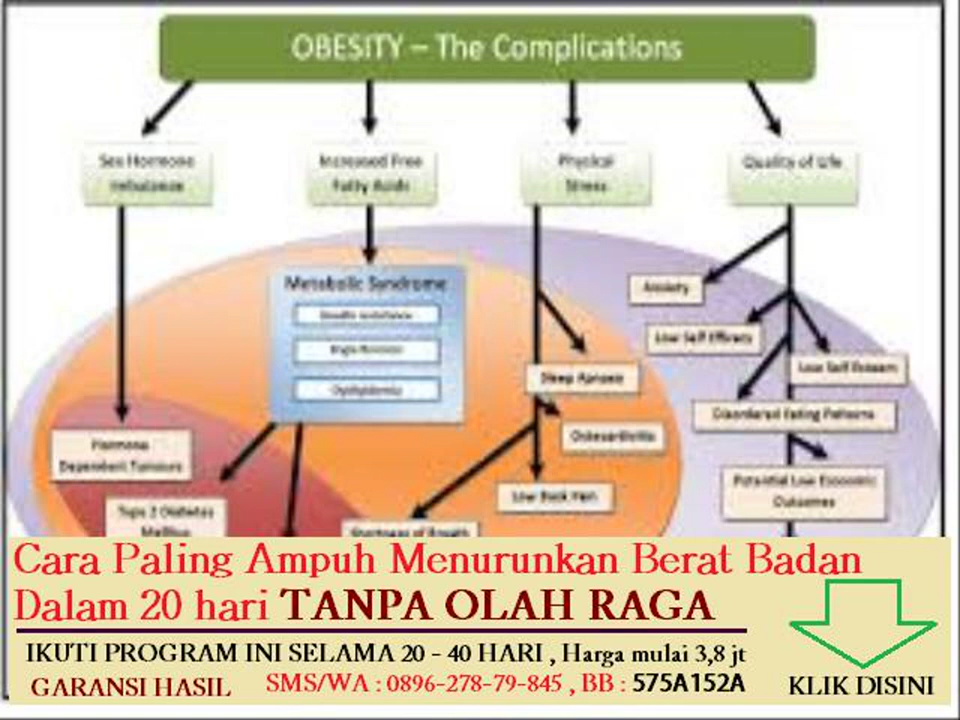 OBESITY – The Complications
Sex Hormone
Imbalance
Increased Free
Fatty Acids
Physical
Stress
Quality of Life
Metabolic Syndrome
Anxiety
Low Self Efficacy
Low Self Esteem
Sleep Apnoea
Disordered Eating Patterns
Osteoarthritis
Hormone
Dependent Tumours
Potential Low Economic
Outcomes
Low Back Pain
Type 2 Diabetes
Mellitus
Shortness of Breath
Cara Paling Ampuh Menurunkan Berat Badan
Dalam 20 hari TANPA OLAH RAGA
IKUTI PROGRAM INI SELAMA 20 - 40 HARI , Harga mulai 3,8 jt
GARANSI HASIL SMS/WA : 0896-278-79-845 , BB : 575A152A
KLIK DISINI